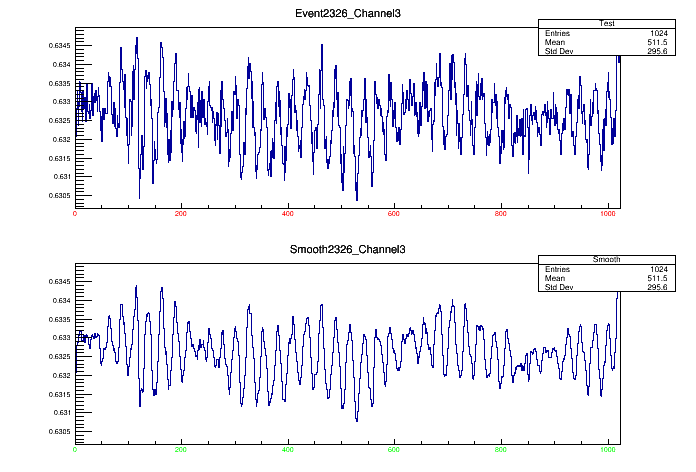 Event2326_Channel3
Test
Entries 1024
Mean 511.5
Std Dev 295.6
0.6345
0.634
0.6335
0.633
0.6325
0.632
0.6315
0.631
0.6305
0 200 400 600 800 1000
Smooth2326_Channel3
Smooth
Entries 1024
Mean 511.5
Std Dev 295.6
0.6345
0.634
0.6335
0.633
0.6325
0.632
0.6315
0.631
0.6305
0 200 400 600 800 1000